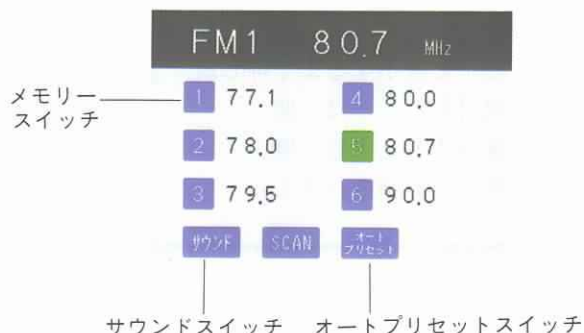 FM1 80.7 MHz
メモリー
スイッチ
1 77.1 4 80.0
2 78.0 5 80.7
3 79.5 6 90.0
サウンド SCAN オート
プリセット
サウンドスイッチ オートプリセットスイッチ